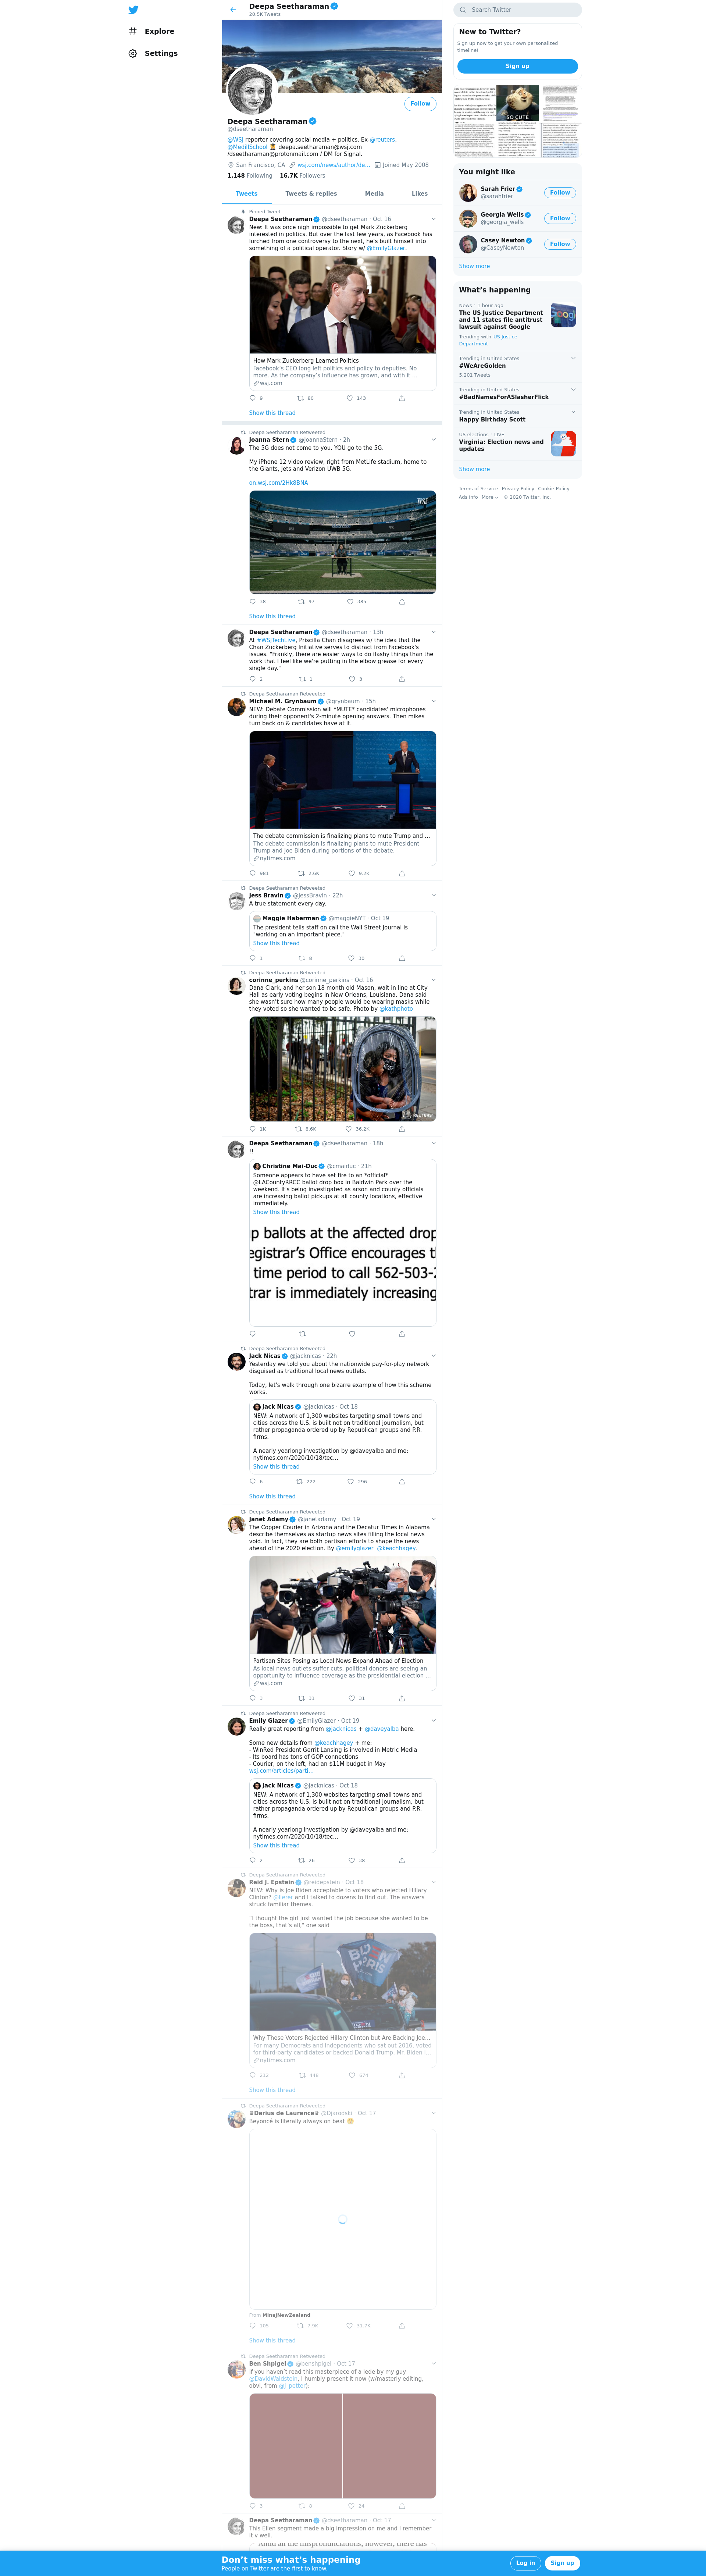 Explore
Settings
Deepa Seetharaman
20.5K Tweets
Follow
Deepa Seetharaman
@dseetharaman
@WSJ reporter covering social media + politics. Ex-@reuters,
@MedillSchool deepa.seetharaman@wsj.com
/dseetharaman@protonmail.com / DM for Signal.
San Francisco, CA wsj.com/news/author/de... Joined May 2008
1,148 Following 16.7K Followers
Tweets Tweets & replies Media Likes
Pinned Tweet
Deepa Seetharaman @dseetharaman · Oct 16
New: It was once nigh impossible to get Mark Zuckerberg
interested in politics. But over the last few years, as Facebook has
lurched from one controversy to the next, he's built himself into
something of a political operator. Story w/ @EmilyGlazer.
How Mark Zuckerberg Learned Politics
Facebook's CEO long left politics and policy to deputies. No
more. As the company's influence has grown, and with it ...
wsj.com
9 80 143
Show this thread
Deepa Seetharaman Retweeted
Joanna Stern @JoannaStern · 2h
The 5G does not come to you. YOU go to the 5G.
My iPhone 12 video review, right from MetLife stadium, home to
the Giants, Jets and Verizon UWB 5G.
on.wsj.com/2Hk8BNA
WSJ
38 97 385
Show this thread
Deepa Seetharaman @dseetharaman · 13h
At #WSJTechLive, Priscilla Chan disagrees w/ the idea that the
Chan Zuckerberg Initiative serves to distract from Facebook's
issues. "Frankly, there are easier ways to do flashy things than the
work that I feel like we're putting in the elbow grease for every
single day."
2 1 3
Deepa Seetharaman Retweeted
Michael M. Grynbaum @grynbaum · 15h
NEW: Debate Commission will *MUTE* candidates' microphones
during their opponent's 2-minute opening answers. Then mikes
turn back on & candidates have at it.
The debate commission is finalizing plans to mute Trump and ...
The debate commission is finalizing plans to mute President
Trump and Joe Biden during portions of the debate.
nytimes.com
981 2.6K 9.2K
Deepa Seetharaman Retweeted
Jess Bravin @JessBravin · 22h
A true statement every day.
Maggie Haberman @maggieNYT · Oct 19
The president tells staff on call the Wall Street Journal is
"working on an important piece."
Show this thread
1 8 30
Deepa Seetharaman Retweeted
corinne_perkins @corinne_perkins · Oct 16
Dana Clark, and her son 18 month old Mason, wait in line at City
Hall as early voting begins in New Orleans, Louisiana. Dana said
she wasn't sure how many people would be wearing masks while
they voted so she wanted to be safe. Photo by @kathphoto
REUTERS
1K 8.6K 36.2K
Deepa Seetharaman @dseetharaman · 18h
!!
Christine Mai-Duc @cmaiduc · 21h
Someone appears to have set fire to an *official*
@LACountyRRCC ballot drop box in Baldwin Park over the
weekend. It's being investigated as arson and county officials
are increasing ballot pickups at all county locations, effective
immediately.
Show this thread
p ballots at the affected drop
egistrar's Office encourages t
time period to call 562-503-2
trar is immediately increasing
Deepa Seetharaman Retweeted
Jack Nicas @jacknicas · 22h
Yesterday we told you about the nationwide pay-for-play network
disguised as traditional local news outlets.
Today, let's walk through one bizarre example of how this scheme
works.
Jack Nicas @jacknicas · Oct 18
NEW: A network of 1,300 websites targeting small towns and
cities across the U.S. is built not on traditional journalism, but
rather propaganda ordered up by Republican groups and P.R.
firms.
A nearly yearlong investigation by @daveyalba and me:
nytimes.com/2020/10/18/tec...
Show this thread
6 222 298
Show this thread
Deepa Seetharaman Retweeted
Janet Adamy @janetadamy · Oct 19
The Copper Courier in Arizona and the Decatur Times in Alabama
describe themselves as startup news sites filling the local news
void. In fact, they are both partisan efforts to shape the news
ahead of the 2020 election. By @emilyglazer @keachhagey.
Partisan Sites Posing as Local News Expand Ahead of Election
As local news outlets suffer cuts, political donors are seeing an
opportunity to influence coverage as the presidential election ...
wsj.com
3 31 31
Deepa Seetharaman Retweeted
Emily Glazer @EmilyGlazer · Oct 19
Really great reporting from @jacknicas + @daveyalba here.
Some new details from @keachhagey + me:
- WinRed President Gerrit Lansing is involved in Metric Media
- Its board has tons of GOP connections
- Courier, on the left, had an $11M budget in May
wsj.com/articles/parti...
Jack Nicas @jacknicas · Oct 18
NEW: A network of 1,300 websites targeting small towns and
cities across the U.S. is built not on traditional journalism, but
rather propaganda ordered up by Republican groups and P.R.
firms.
A nearly yearlong investigation by @daveyalba and me:
nytimes.com/2020/10/18/tec...
Show this thread
2 26 38
Deepa Seetharaman Retweeted
Reid J. Epstein @reidepstein · Oct 18
NEW: Why is Joe Biden acceptable to voters who rejected Hillary
Clinton? @llerer and I talked to dozens to find out. The answers
struck familiar themes.
"I thought the girl just wanted the job because she wanted to be
the boss, that's all," one said
Why These Voters Rejected Hillary Clinton but Are Backing Joe...
For many Democrats and independents who sat out 2016, voted
for third-party candidates or backed Donald Trump, Mr. Biden i...
nytimes.com
212 449 674
Show this thread
Deepa Seetharaman Retweeted
Darius de Laurence · Oct 17
Beyoncé is literally always on beat
From MinajNewZealand
205 7.9K 31.7K
Show this thread
Deepa Seetharaman Retweeted
Ben Shpigel @benshpigel · Oct 17
If you haven't read this masterpiece of a lede by my guy
@DavidWaldstein, I humbly present it now (w/masterly editing,
obvi, from @j_potter):
3 8 24
Deepa Seetharaman @dseetharaman · Oct 17
This Ellen segment made a big impression on me and I remember
it v well.
Amid all the mispronunciations, however, there has
Search Twitter
New to Twitter?
Sign up now to get your own personalized
timeline!
Sign up
SO CUTE
You might like
Sarah Frier
@sarahfrier
Follow
Georgia Wells
@georgia_wells
Follow
Casey Newton
@CaseyNewton
Follow
Show more
What's happening
News · 1 hour ago
The US Justice Department
and 11 states file antitrust
lawsuit against Google
Trending with US Justice
Department
Trending in United States
#WeAreGolden
5,201 Tweets
Trending in United States
#BadNamesForASlasherFlick
Trending in United States
Happy Birthday Scott
US elections · LIVE
Virginia: Election news and
updates
Show more
Terms of Service Privacy Policy Cookie Policy
Ads info More © 2020 Twitter, Inc.
Don't miss what's happening
People on Twitter are the first to know.
Log in Sign up